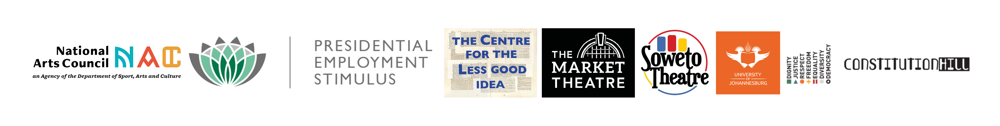 National
Arts Council
NAC
an Agency of the Department of Sport, Arts and Culture
PRESIDENTIAL
EMPLOYMENT
STIMULUS
THE CENTRE
FOR THE
LESS GOOD
IDEA
THE
MARKET
THEATRE
Soweto
Theatre
UNIVERSITY
OF
JOHANNESBURG
DIGNITY
JUSTICE
RESPECT
FREEDOM
EQUALITY
DIVERSITY
DEMOCRACY
CONSTITUTION HILL